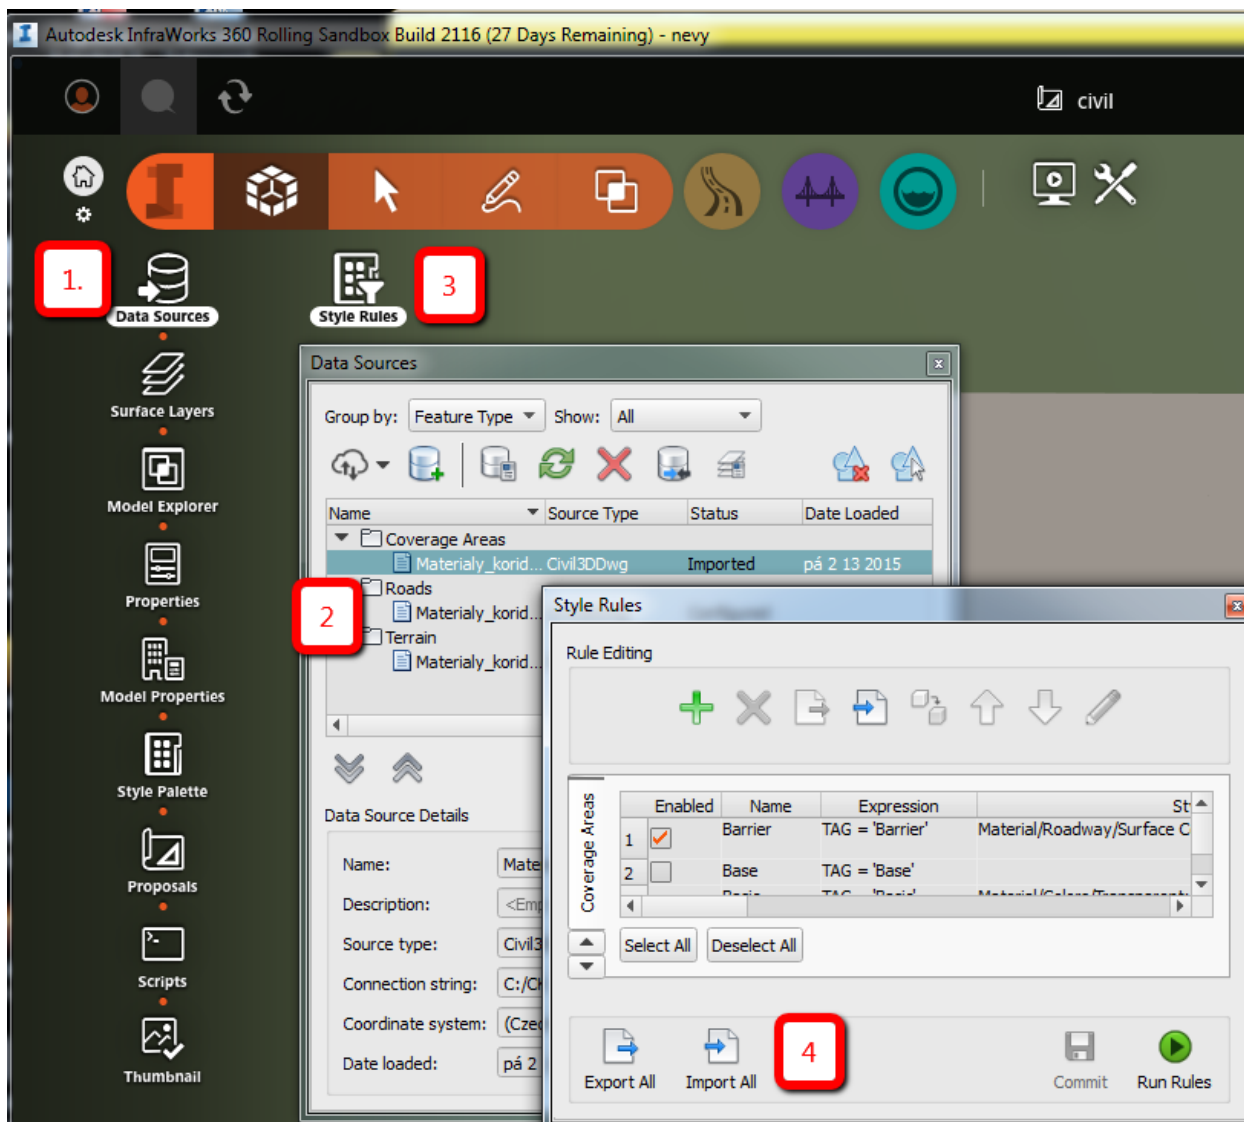 Autodesk InfraWorks 360 Rolling Sandbox Build 2116 (27 Days Remaining) - nevy
civil
1.
Data Sources
Style Rules
3
Surface Layers
Model Explorer
Properties
Model Properties
Style Palette
Proposals
Scripts
Thumbnail
Data Sources
Group by: Feature Type Show: All
Name Source Type Status Date Loaded
Coverage Areas
Materialy_korid... Civil3DDwg Imported pá 2 13 2015
2
Roads
Materialy_korid...
Terrain
Materialy_korid...
Data Source Details
Name: Mate
Description: <Emp
Source type: Civil3
Connection string:
Coordinate system: (Czec
Date loaded: pá 2
Style Rules
Rule Editing
Coverage Areas
Enabled Name Expression St
1 Barrier TAG = 'Barrier' Material/Roadway/Surface C
2 Base TAG = 'Base'
Select All Deselect All
Export All Import All 4 Commit Run Rules